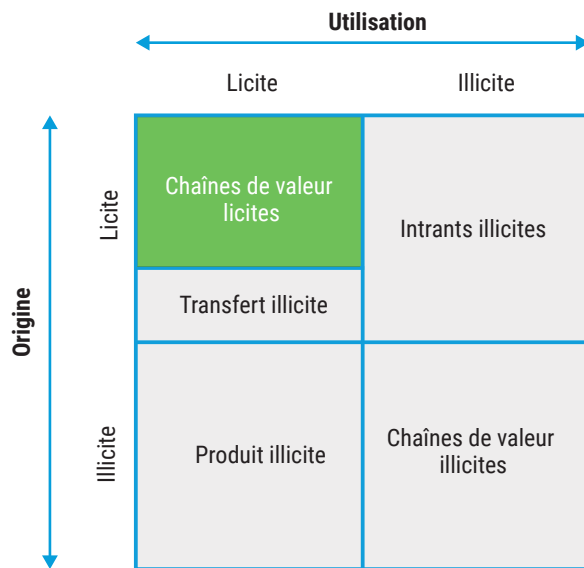 Utilisation
Licite
Illicite
Origine
Licite
Chaînes de valeur
licites
Intrants illicites
Transfert illicite
Illicite
Produit illicite
Chaînes de valeur
illicites